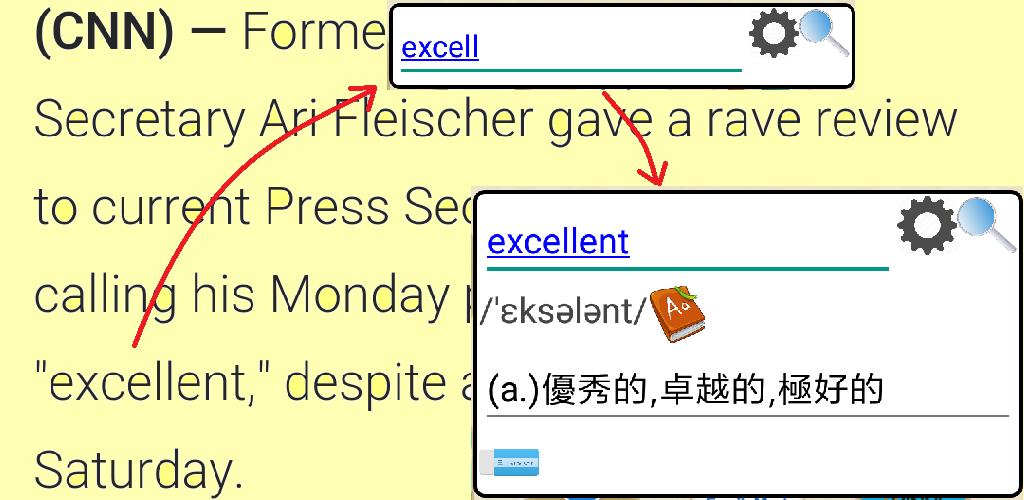 (CNN) — Forme
excell
Secretary Ari Fleischer gave a rave review
to current Press Sec
excellent
calling his Monday
/ˈɛksələnt/
Aa
"excellent," despite a
(a.)優秀的,卓越的,極好的
Saturday.